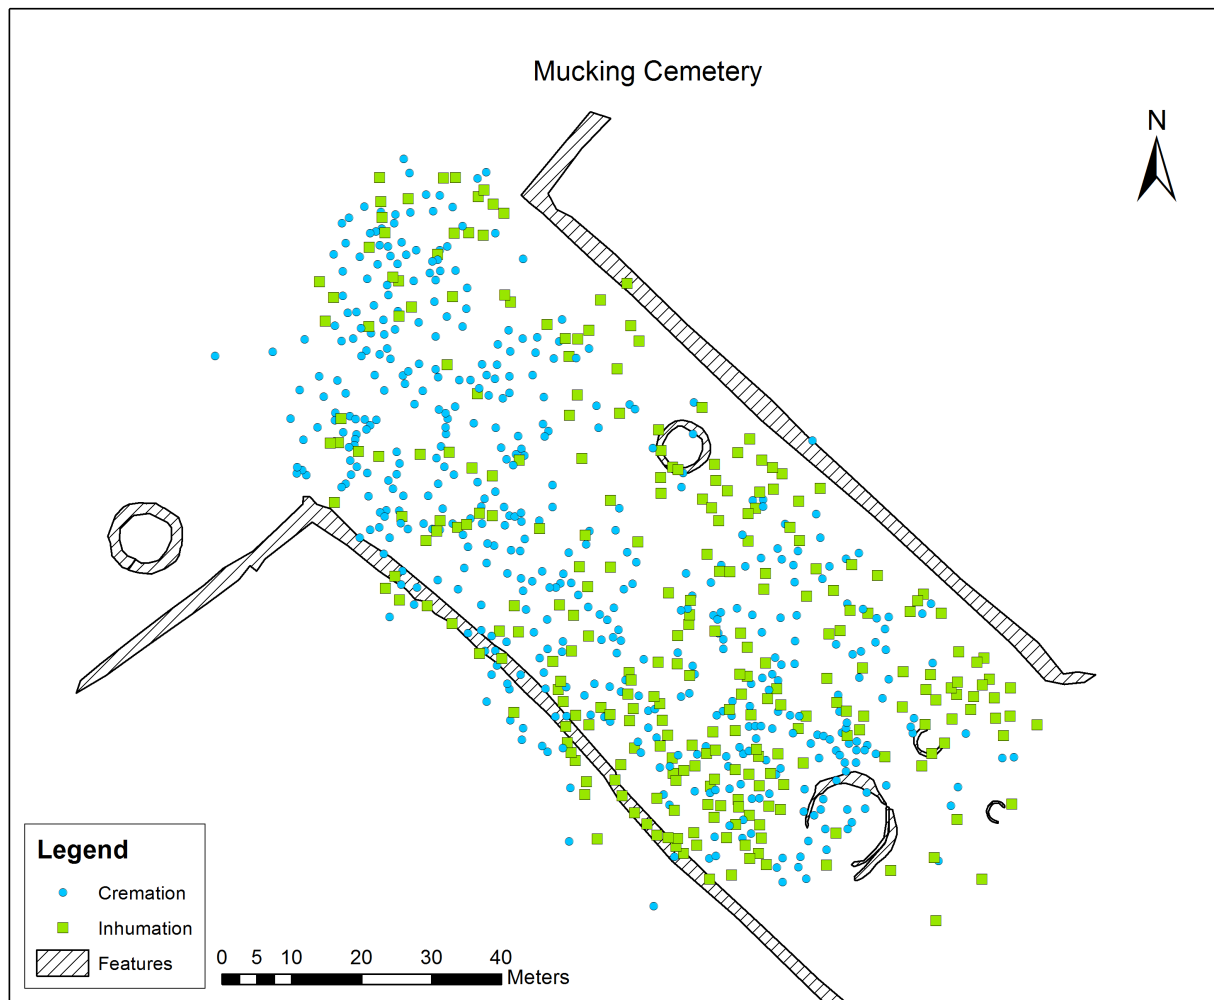 Mucking Cemetery
N
Legend
Cremation
Inhumation
Features
0 5 10 20 30 40
Meters